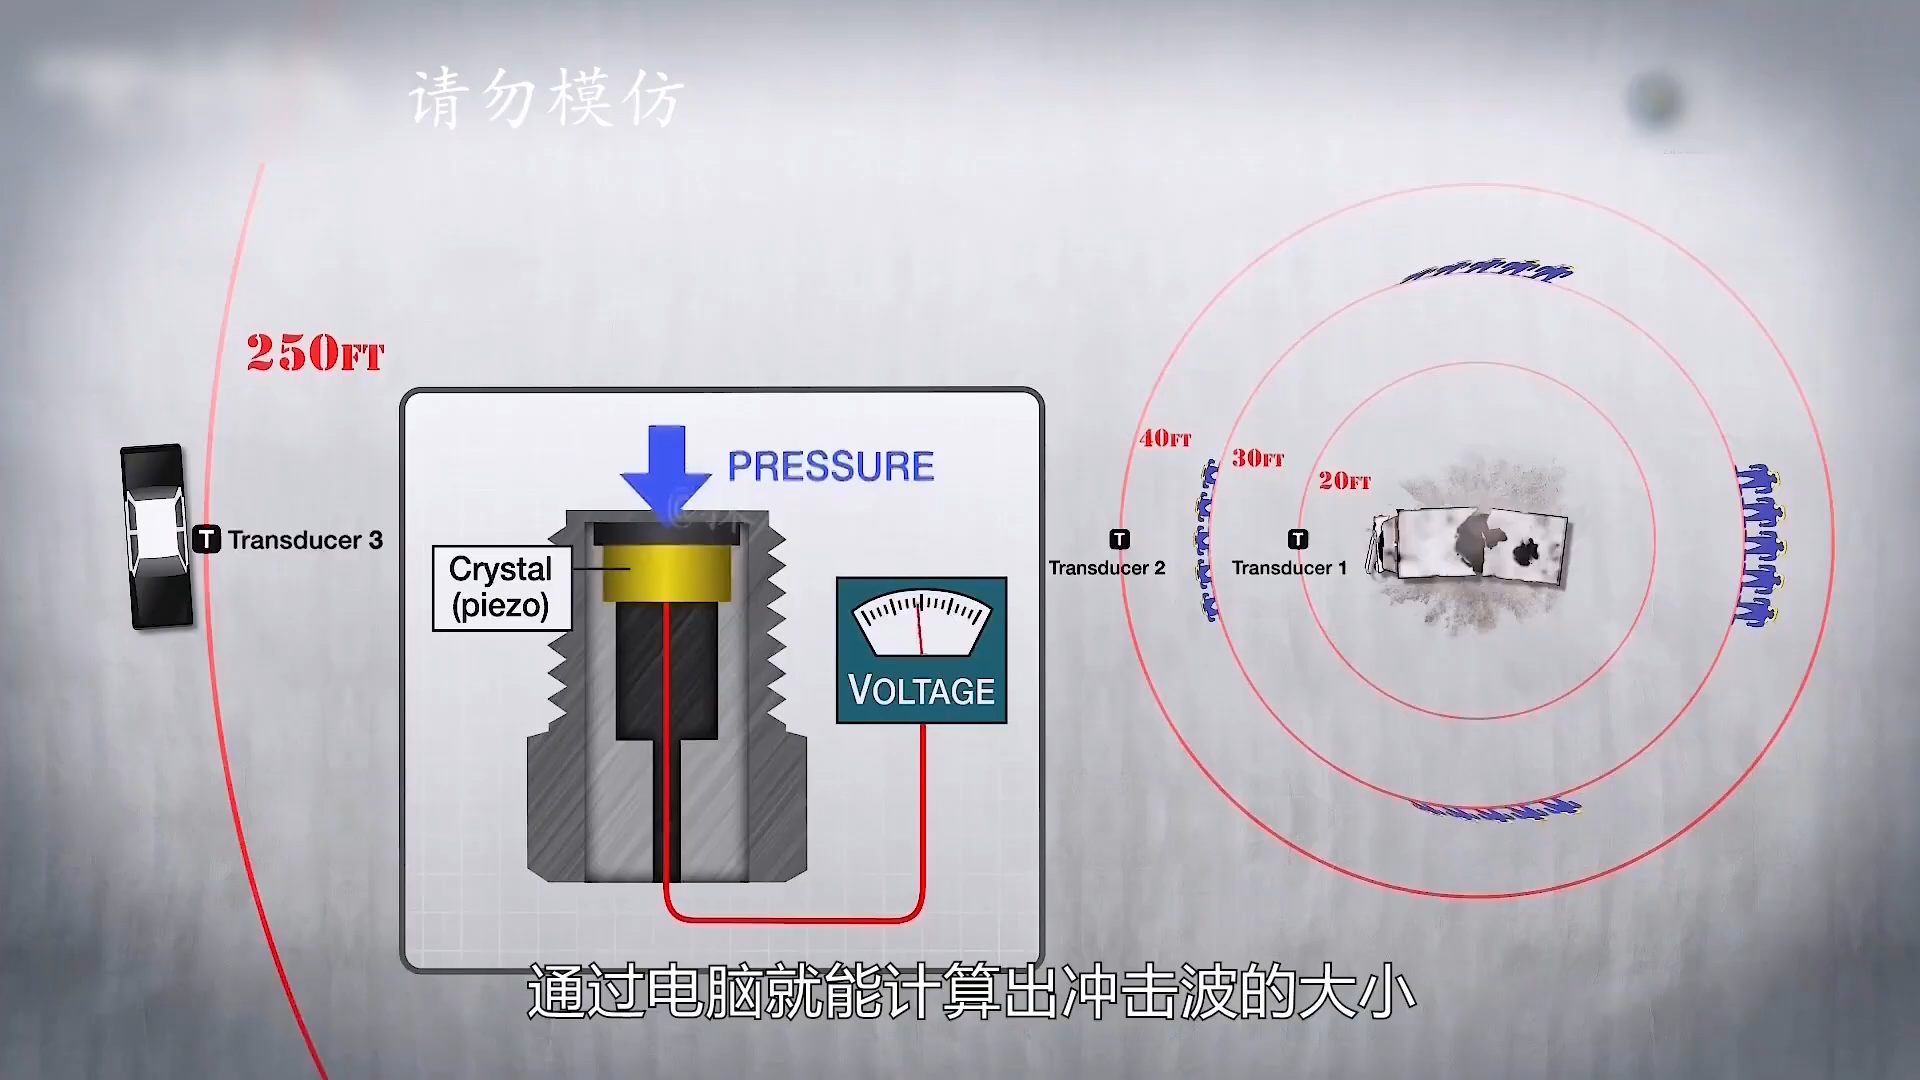 请勿模仿
250FT
PRESSURE
40FT
30FT
20FT
Transducer 3
Crystal
(piezo)
Transducer 2
Transducer 1
VOLTAGE
通过电脑就能计算出冲击波的大小